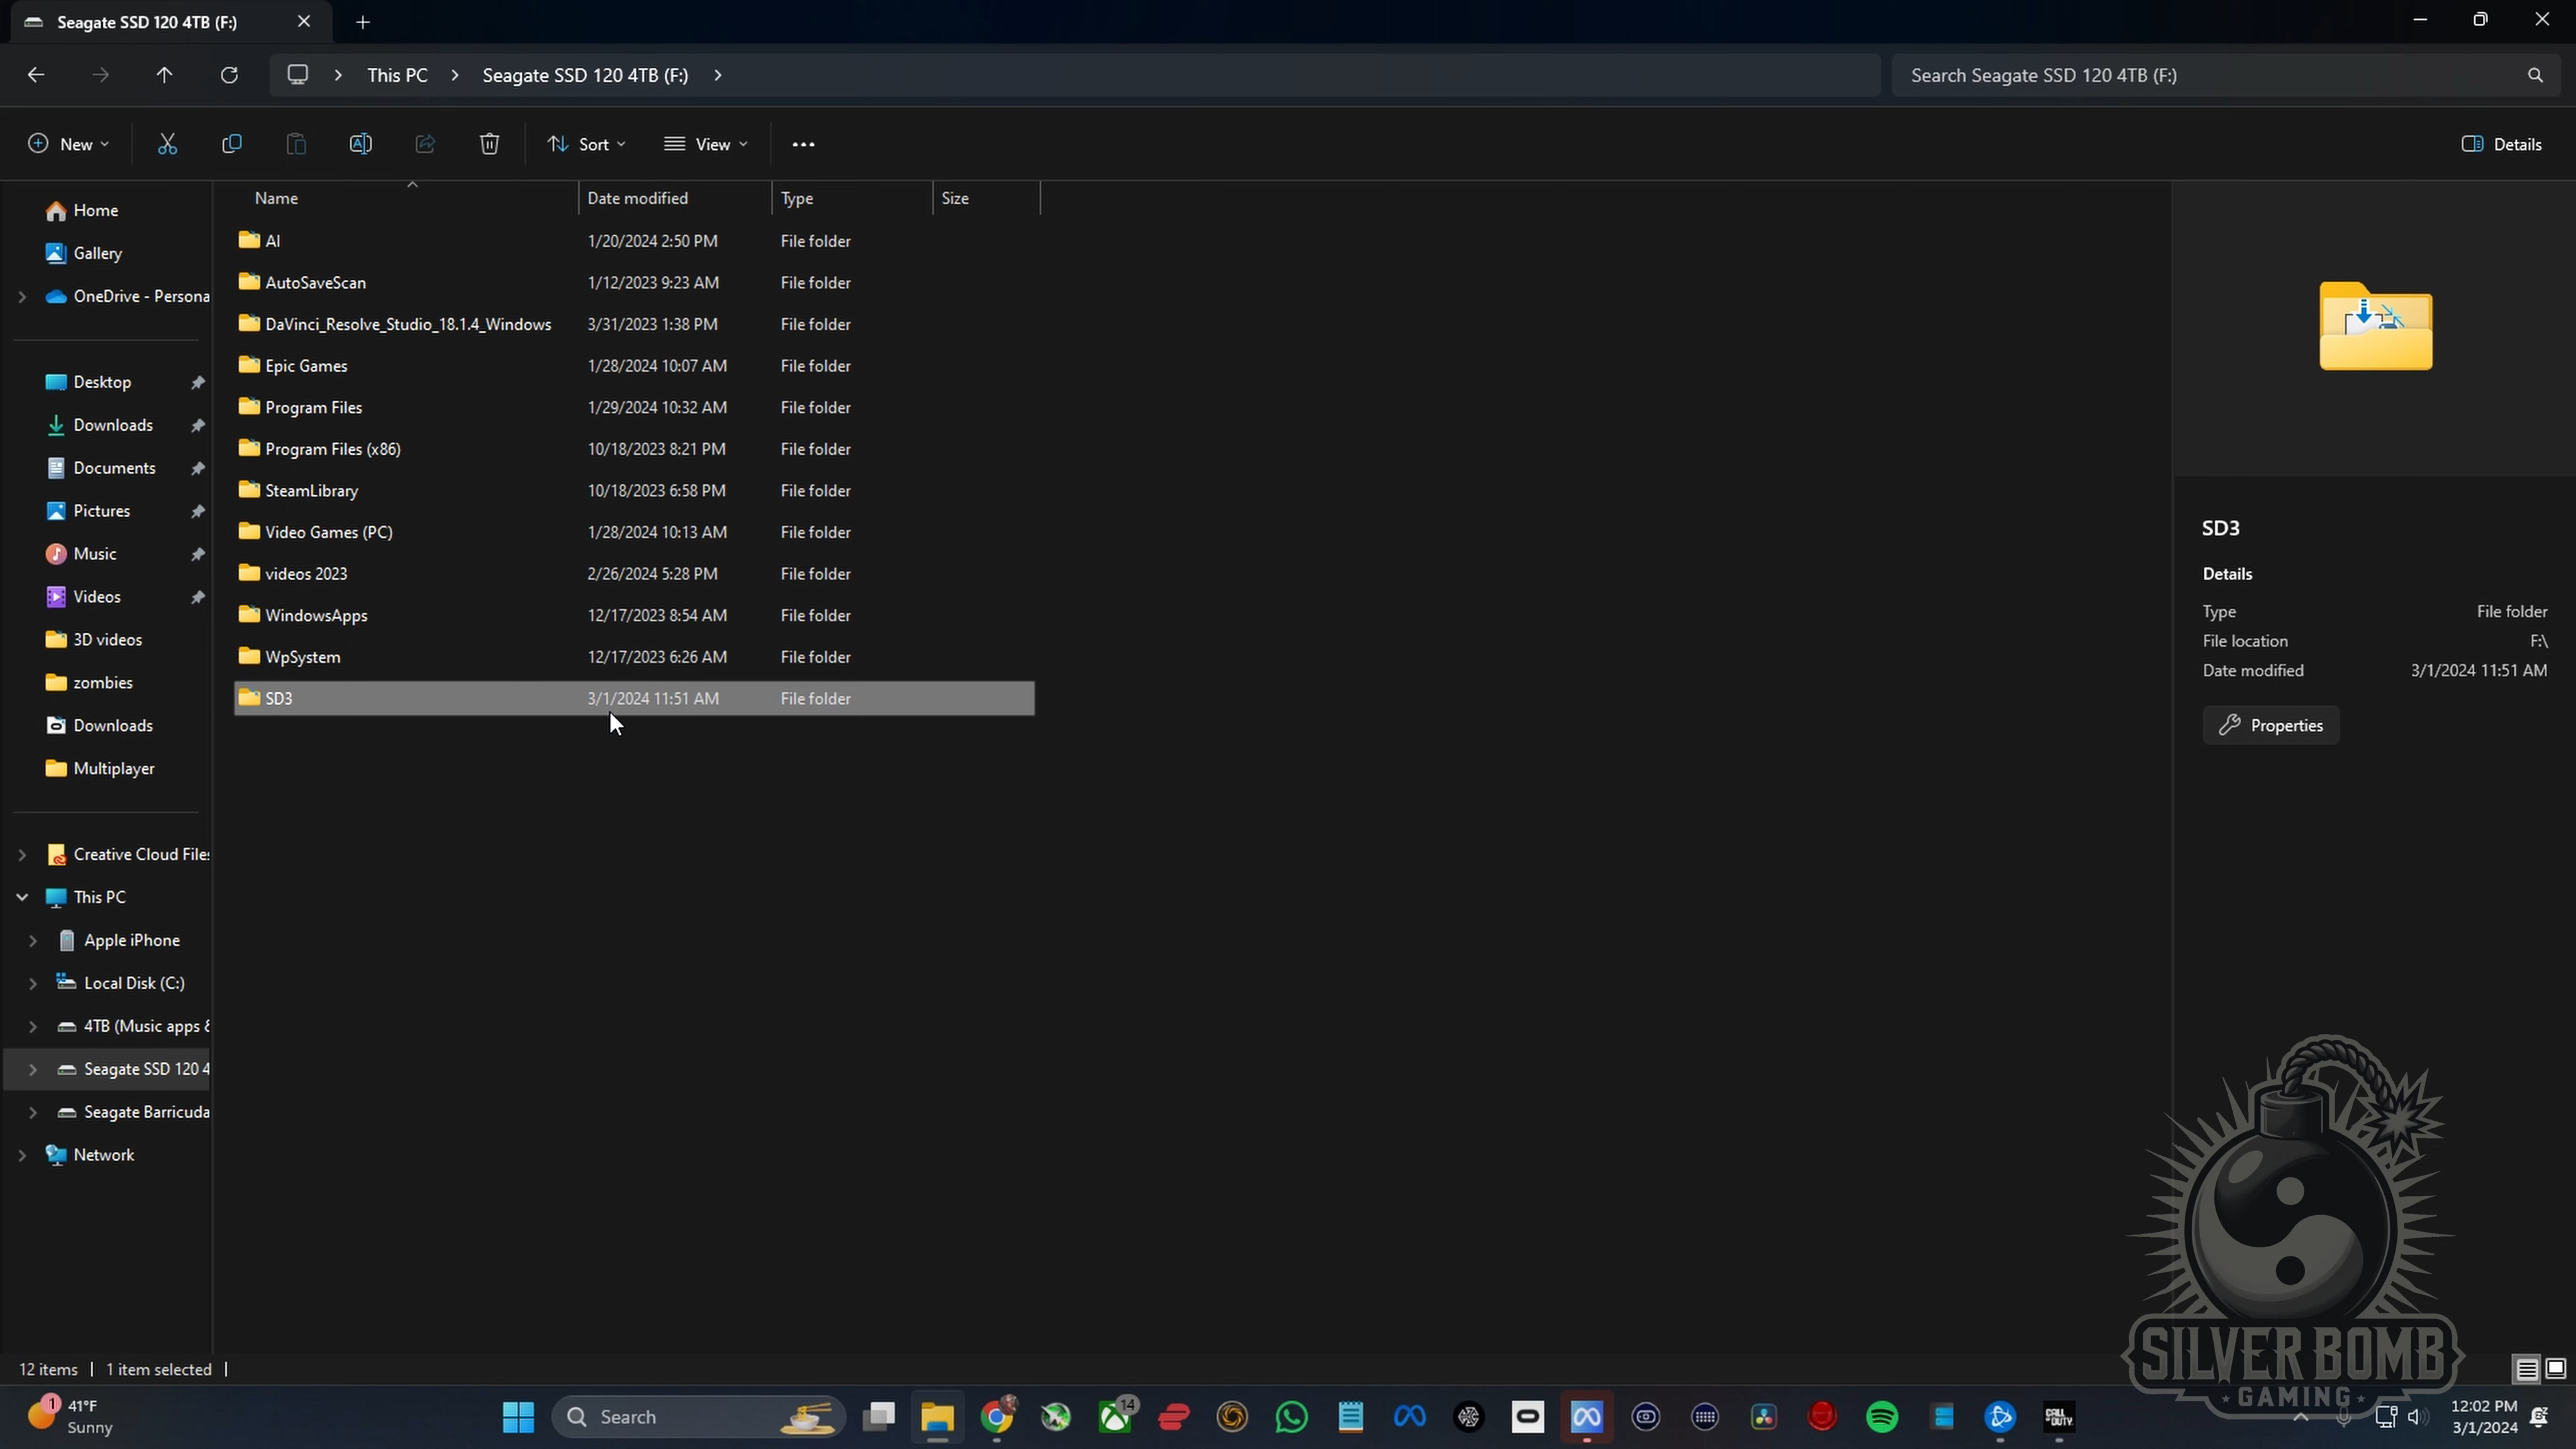 Seagate SSD 120 4TB (F:)
This PC
Seagate SSD 120 4TB (F:)
Search Seagate SSD 120 4TB (F:)
New
Sort
View
Details
Name
Date modified
Type
Size
Home
Gallery
OneDrive - Persona
Desktop
Downloads
Documents
Pictures
Music
Videos
3D videos
zombies
Downloads
Multiplayer
Creative Cloud Files
This PC
Apple iPhone
Local Disk (C:)
4TB (Music apps &
Seagate SSD 120 4
Seagate Barricuda
Network
AI 1/20/2024 2:50 PM File folder
AutoSaveScan 1/12/2023 9:23 AM File folder
DaVinci_Resolve_Studio_18.1.4_Windows 3/31/2023 1:38 PM File folder
Epic Games 1/28/2024 10:07 AM File folder
Program Files 1/29/2024 10:32 AM File folder
Program Files (x86) 10/18/2023 8:21 PM File folder
SteamLibrary 10/18/2023 6:58 PM File folder
Video Games (PC) 1/28/2024 10:13 AM File folder
videos 2023 2/26/2024 5:28 PM File folder
WindowsApps 12/17/2023 8:54 AM File folder
WpSystem 12/17/2023 6:26 AM File folder
SD3 3/1/2024 11:51 AM File folder
SD3
Details
Type File folder
File location F:\
Date modified 3/1/2024 11:51 AM
Properties
SILVER BOMB
GAMING
12 items
1 item selected
1
41°F
Sunny
Search
14
CALL OF DUTY
12:02 PM
3/1/2024